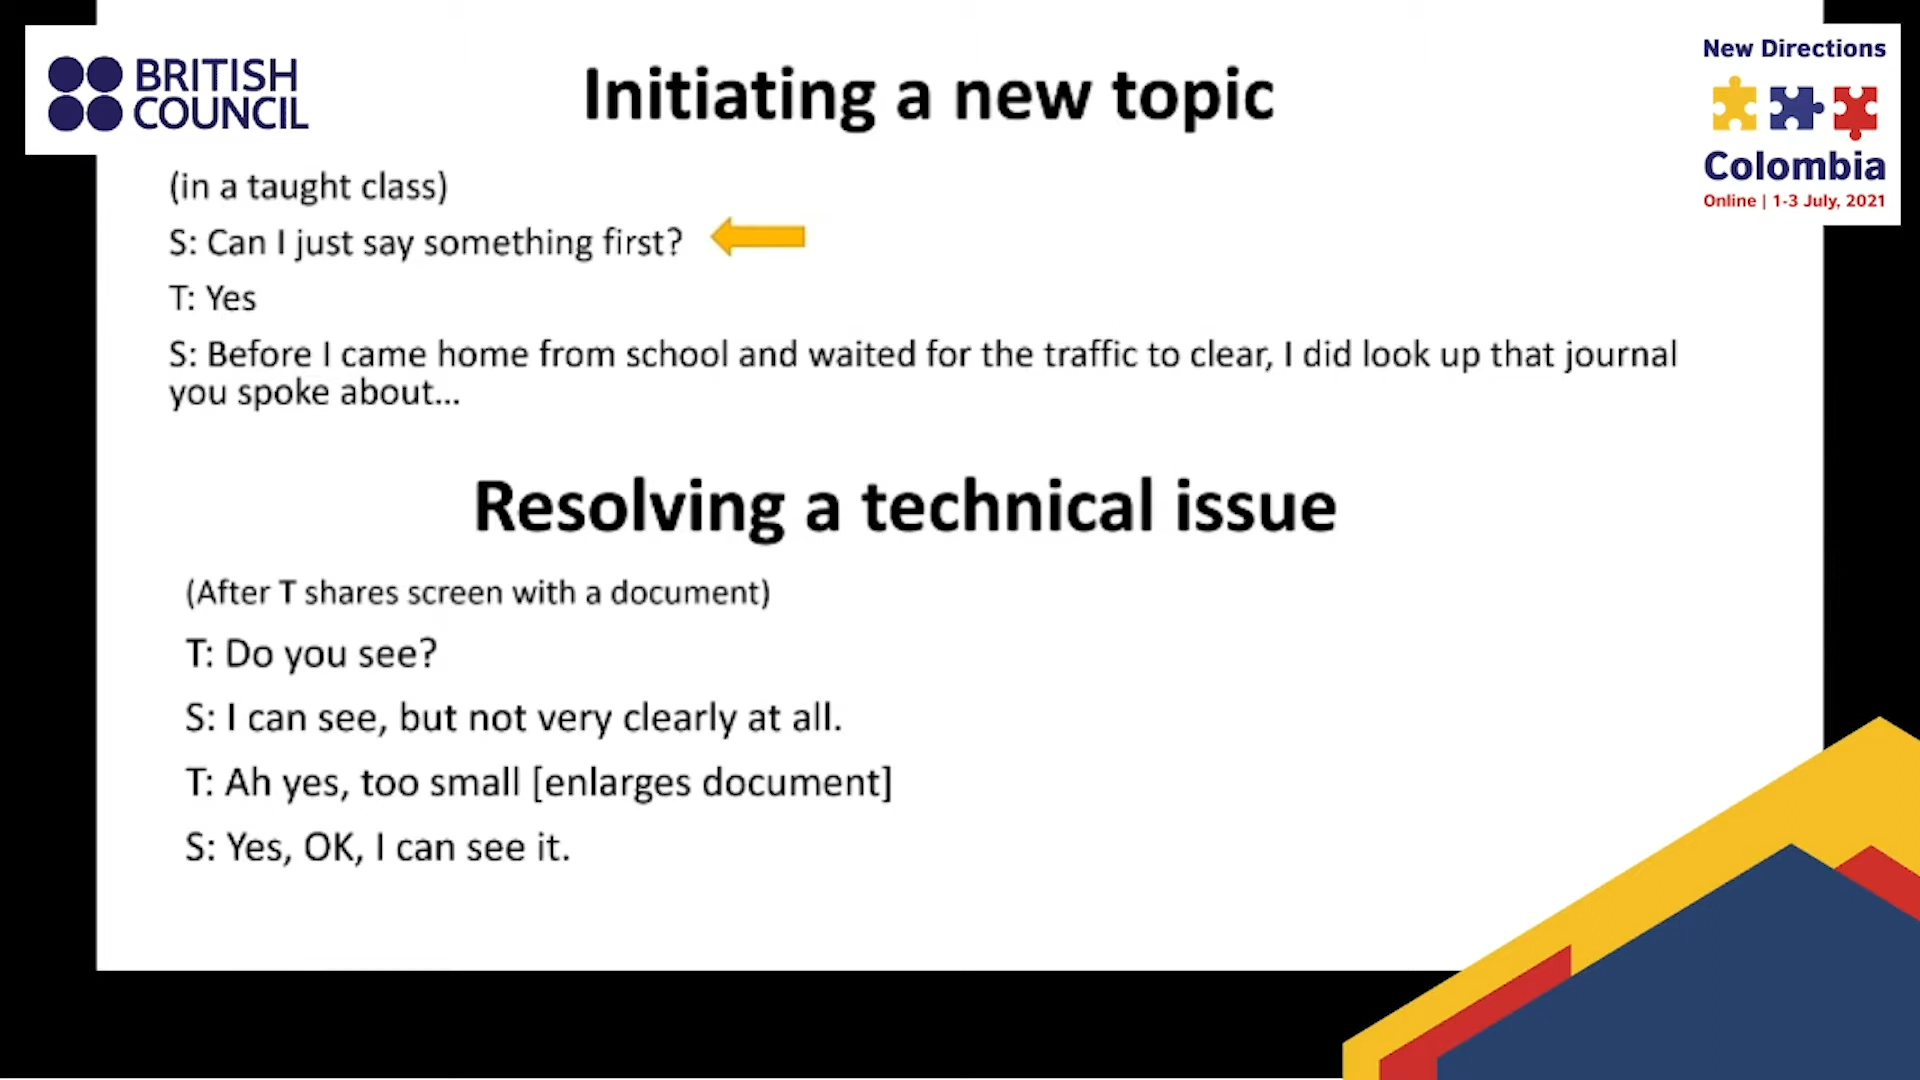 BRITISH
COUNCIL
New Directions
Colombia
Online | 1-3 July, 2021
Initiating a new topic
(in a taught class)
S: Can I just say something first?
T: Yes
S: Before I came home from school and waited for the traffic to clear, I did look up that journal
you spoke about...
Resolving a technical issue
(After T shares screen with a document)
T: Do you see?
S: I can see, but not very clearly at all.
T: Ah yes, too small [enlarges document]
S: Yes, OK, I can see it.